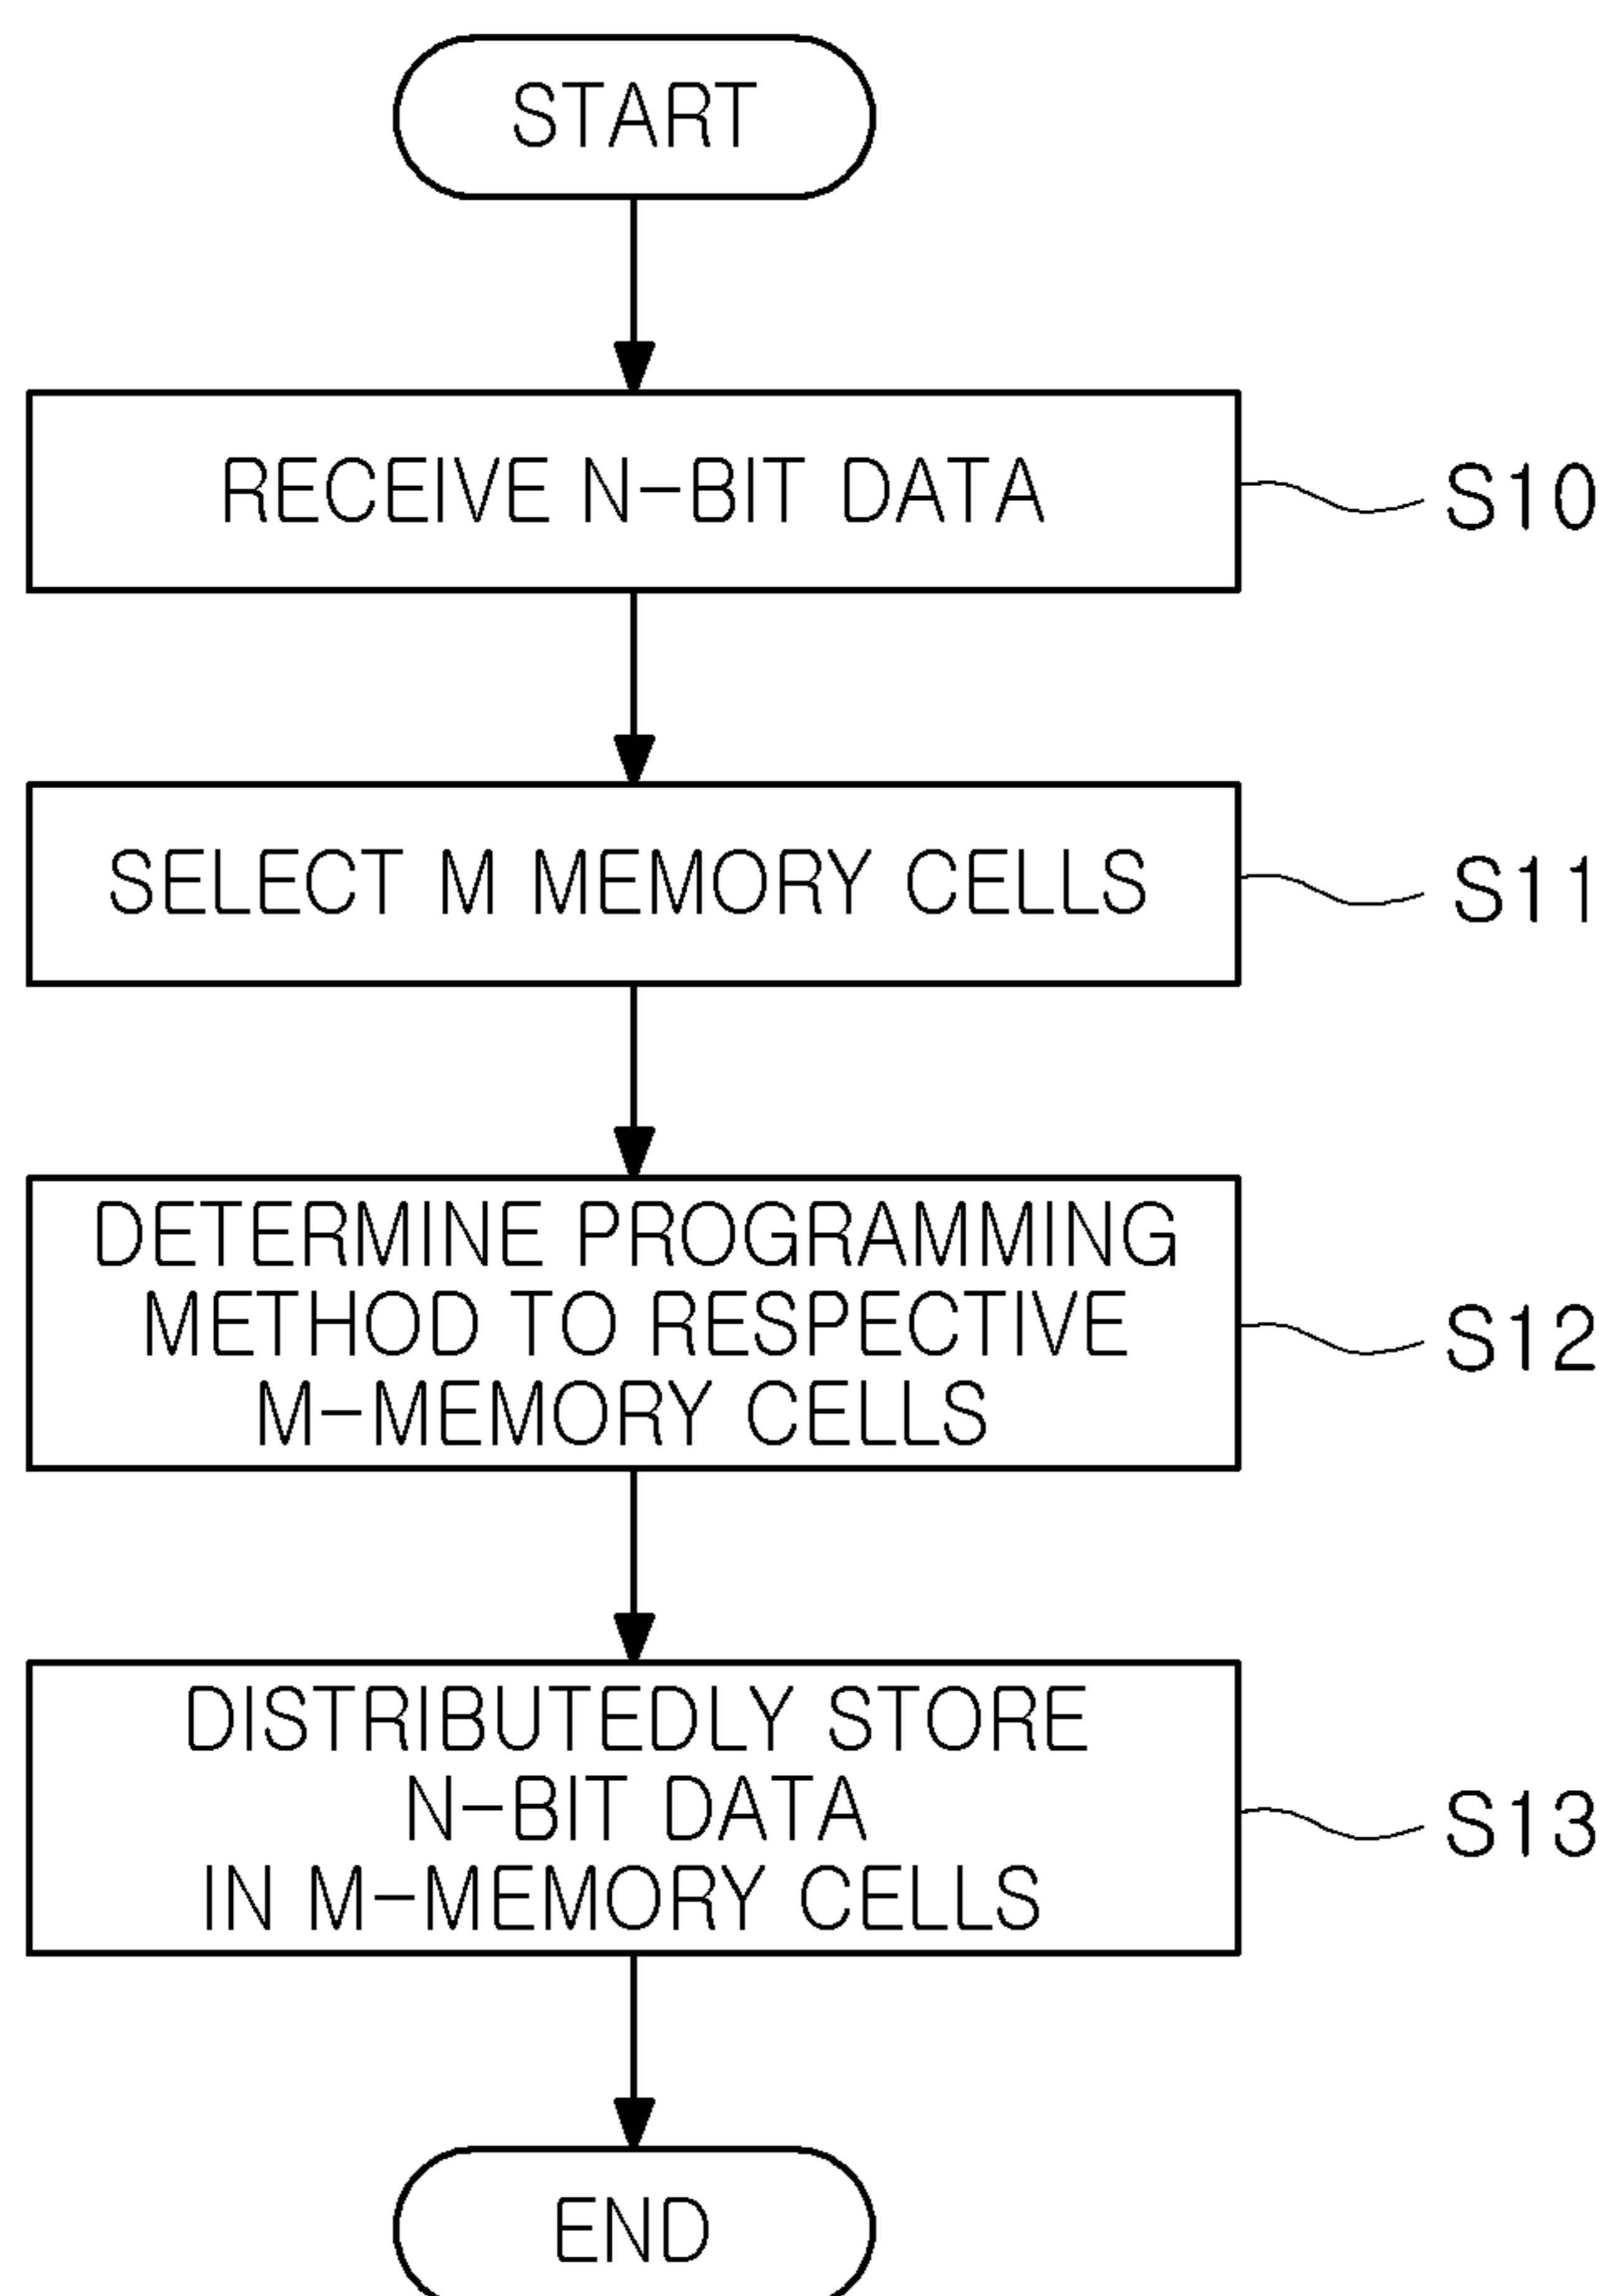 START
RECEIVE N-BIT DATA
S10
SELECT M MEMORY CELLS
S11
DETERMINE PROGRAMMING
METHOD TO RESPECTIVE
M-MEMORY CELLS
S12
DISTRIBUTEDLY STORE
N-BIT DATA
IN M-MEMORY CELLS
S13
END